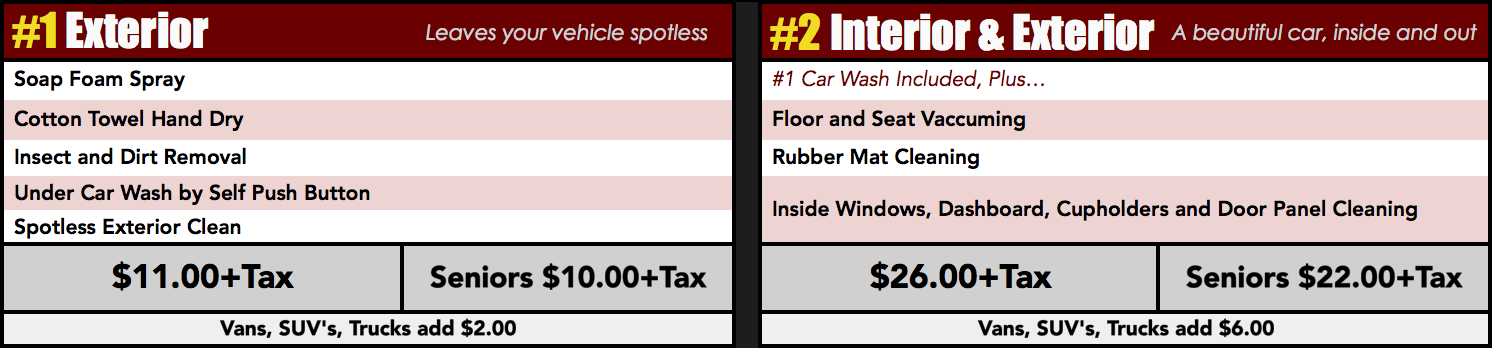 #1 Exterior Leaves your vehicle spotless
Soap Foam Spray
Cotton Towel Hand Dry
Insect and Dirt Removal
Under Car Wash by Self Push Button
Spotless Exterior Clean
$11.00+Tax
Seniors $10.00+Tax
Vans, SUV's, Trucks add $2.00
#2 Interior & Exterior A beautiful car, inside and out
#1 Car Wash Included, Plus…
Floor and Seat Vaccuming
Rubber Mat Cleaning
Inside Windows, Dashboard, Cupholders and Door Panel Cleaning
$26.00+Tax
Seniors $22.00+Tax
Vans, SUV's, Trucks add $6.00